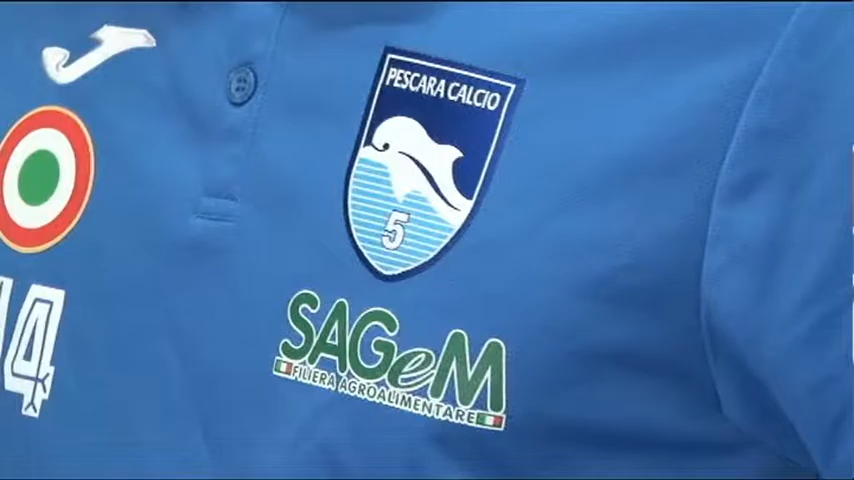 PESCARA CALCIO
5
14
SAGeM
FILIERA AGROALIMENTARE